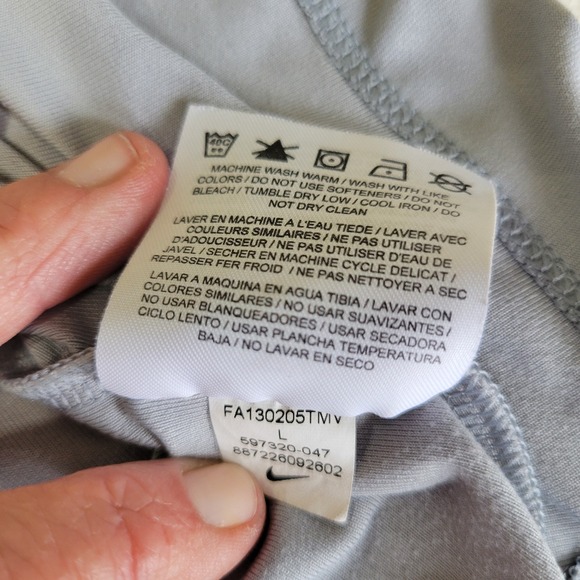 40C
MACHINE WASH WARM / WASH WITH LIKE
COLORS / DO NOT USE SOFTENERS / DO NOT
BLEACH / TUMBLE DRY LOW / COOL IRON / DO
NOT DRY CLEAN
LAVER EN MACHINE A L'EAU TIEDE / LAVER AVEC
COULEURS SIMILAIRES / NE PAS UTILISER
D'ADOUCISSEUR / NE PAS UTILISER D'EAU DE
JAVEL / SECHER EN MACHINE CYCLE DELICAT /
REPASSER FER FROID / NE PAS NETTOYER A SEC
LAVAR A MAQUINA EN AGUA TIBIA / LAVAR CON
COLORES SIMILARES / NO USAR SUAVIZANTES /
NO USAR BLANQUEADORES / USAR SECADORA
CICLO LENTO / USAR PLANCHA TEMPERATURA
BAJA / NO LAVAR EN SECO
FA130205TMV
L
597320-047
887226092602